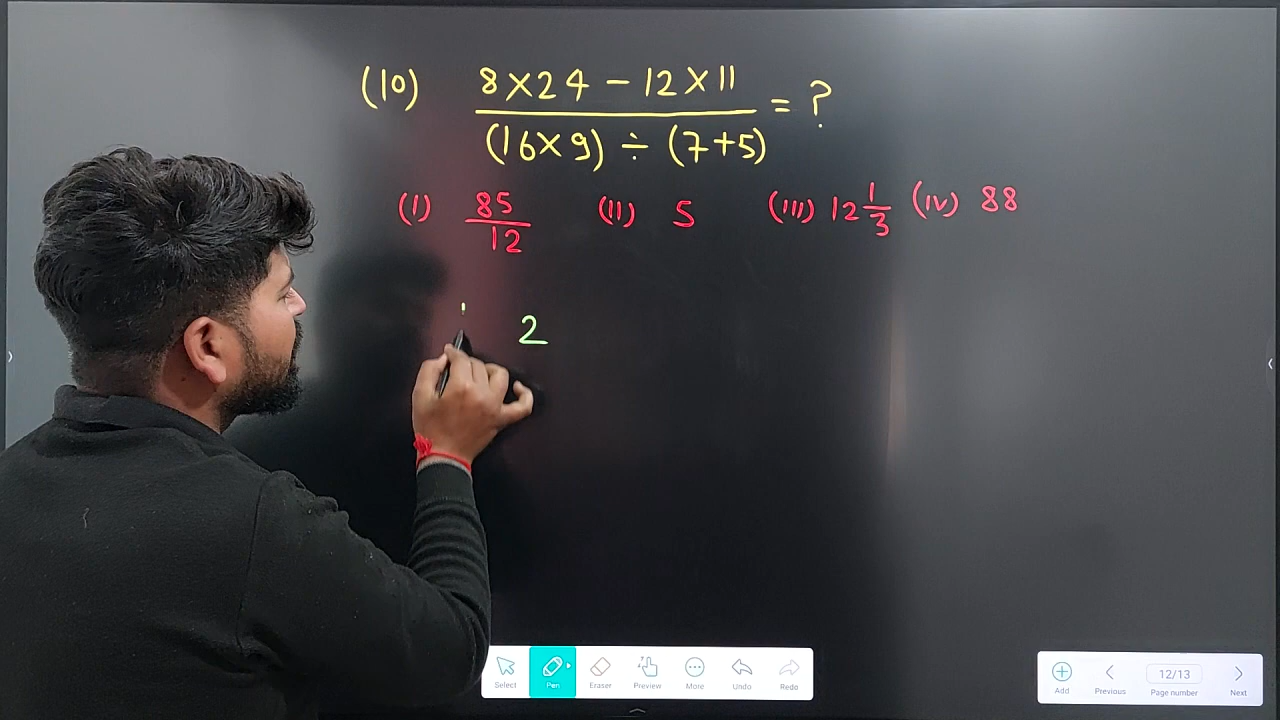 (10) 8×24 − 12×11 = ?
(16×9) ÷ (7+5)
(I) 85/12 (II) 5 (III) 12 1/3 (IV) 88
2
Select Pen Eraser Preview More Undo Redo
Add Previous 12/13 Next
Page number